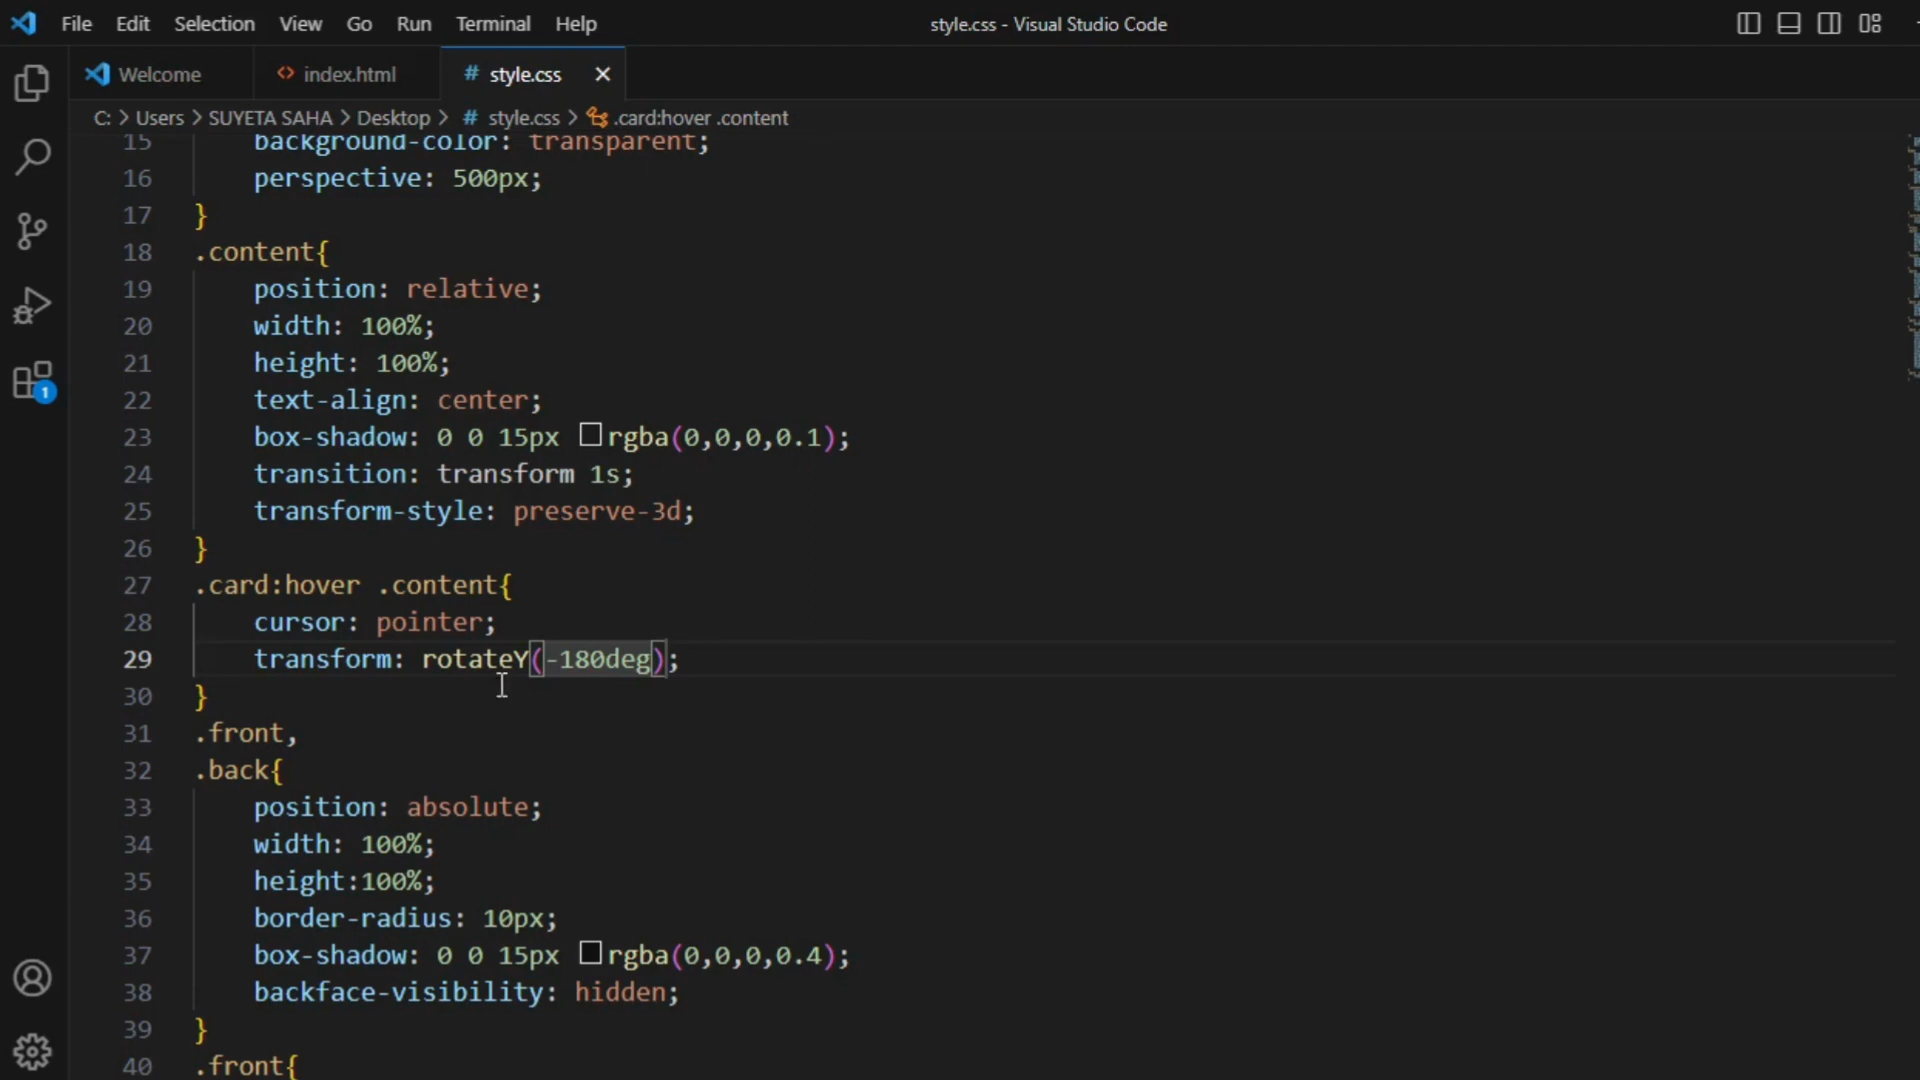 File Edit Selection View Go Run Terminal Help style.css - Visual Studio Code
Welcome index.html # style.css
C: > Users > SUYETA SAHA > Desktop > # style.css > .card:hover .content
15 background-color: transparent;
16 perspective: 500px;
17 }
18 .content{
19 position: relative;
20 width: 100%;
21 height: 100%;
22 text-align: center;
23 box-shadow: 0 0 15px rgba(0,0,0,0.1);
24 transition: transform 1s;
25 transform-style: preserve-3d;
26 }
27 .card:hover .content{
28 cursor: pointer;
29 transform: rotateY(-180deg);
30 }
31 .front,
32 .back{
33 position: absolute;
34 width: 100%;
35 height:100%;
36 border-radius: 10px;
37 box-shadow: 0 0 15px rgba(0,0,0,0.4);
38 backface-visibility: hidden;
39 }
40 .front{
1